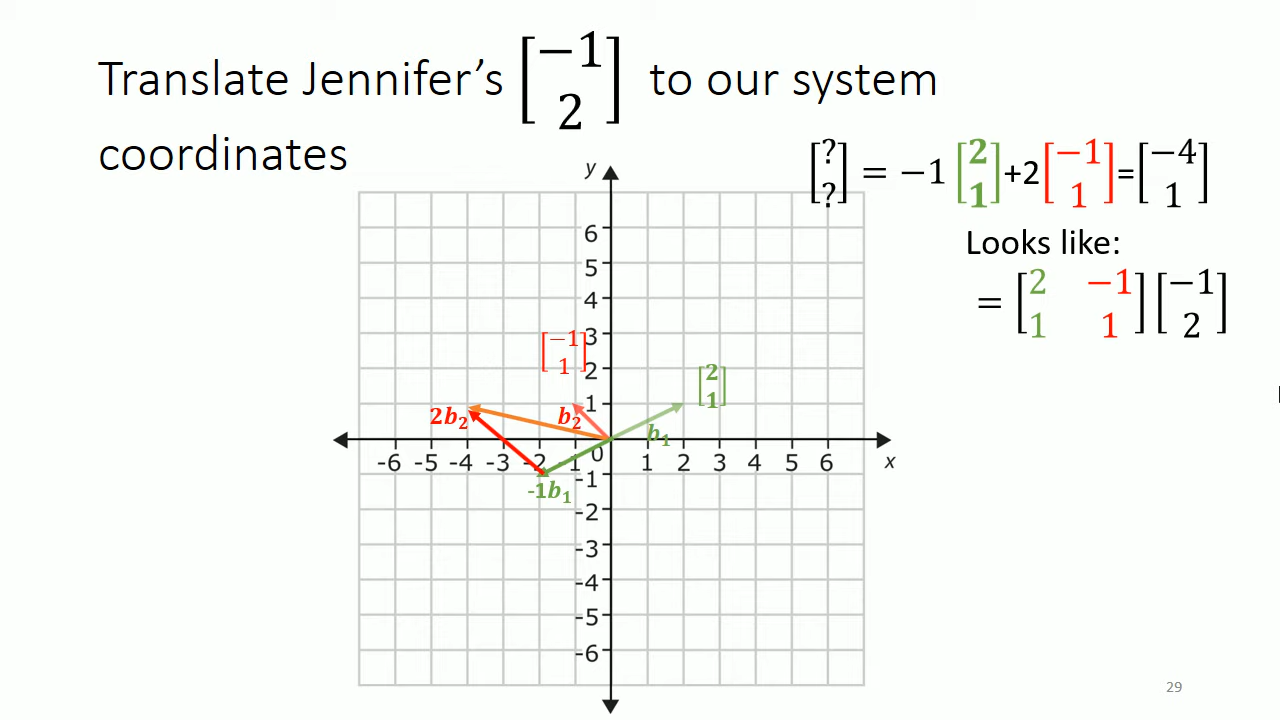 Translate Jennifer's [−1 2] to our system
coordinates
[? ?] = −1 [2 1] +2 [−1 1] = [−4 1]
Looks like:
= [2 −1 1 1] [−1 2]
y
6
5
4
3
2
1
[−1 1]
[2 1]
2b₂
b₂
b₁
-6 -5 -4 -3 -2 1 0 1 2 3 4 5 6
x
-1b₁
-1
-2
-3
-4
-5
-6
29